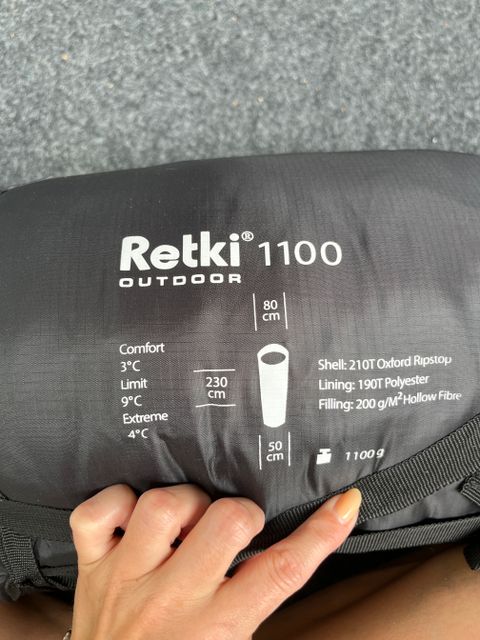 Retki® 1100
OUTDOOR
80
cm
Comfort
3°C
Limit
9°C
Extreme
-4°C
230
cm
Shell: 210T Oxford Ripstop
Lining: 190T Polyester
Filling: 200 g/M² Hollow Fibre
50
cm
1100g